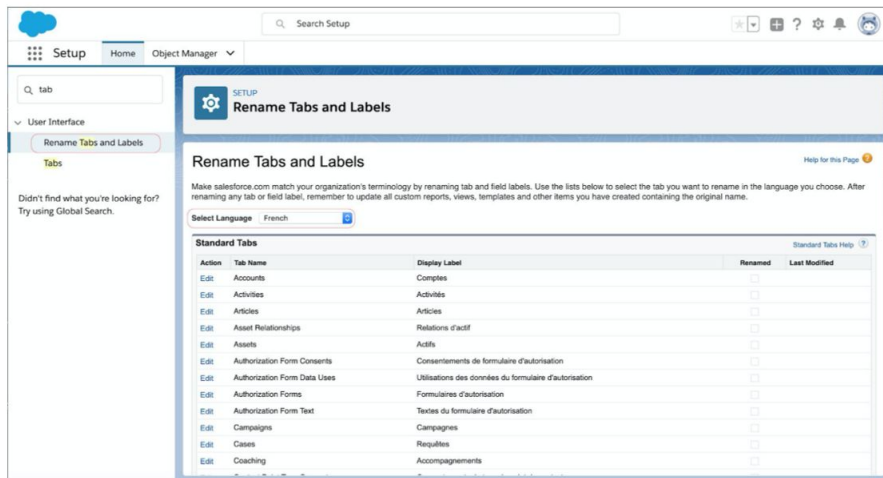 Search Setup
Setup
Home
Object Manager
tab
User Interface
Rename Tabs and Labels
Tabs
Didn't find what you're looking for?
Try using Global Search.
SETUP
Rename Tabs and Labels
Rename Tabs and Labels
Help for this Page
Make salesforce.com match your organization's terminology by renaming tab and field labels. Use the lists below to select the tab you want to rename in the language you choose. After
renaming any tab or field label, remember to update all custom reports, views, templates and other items you have created containing the original name.
Select Language French
Standard Tabs
Standard Tabs Help ?
Action Tab Name Display Label Renamed Last Modified
Edit Accounts Comptes
Edit Activities Activités
Edit Articles Articles
Edit Asset Relationships Relations d'actif
Edit Assets Actifs
Edit Authorization Form Consents Consentements de formulaire d'autorisation
Edit Authorization Form Data Uses Utilisations des données du formulaire d'autorisation
Edit Authorization Forms Formulaires d'autorisation
Edit Authorization Form Text Textes du formulaire d'autorisation
Edit Campaigns Campagnes
Edit Cases Requêtes
Edit Coaching Accompagnements